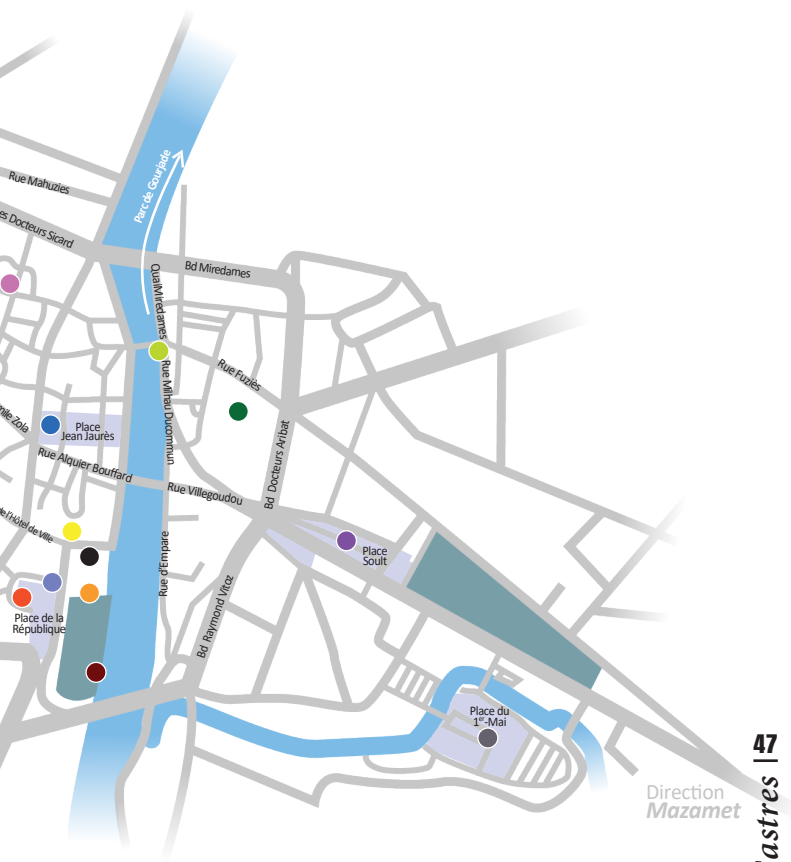 Parc de Gourjade
Rue Mahuzies
es Docteurs Sicard
Bd Miredames
Quai Miredames
Rue Fuziès
Rue Milhau Ducommun
mile Zola
Place
Jean Jaurès
Bd Docteurs Aribat
Rue Alquier Bouffard
Rue Villegoudou
de l'Hôtel de Ville
Rue d'Empare
Place
Soult
Bd Raymond Vitoz
Place de la
République
Place du
1er-Mai
Direction
Mazamet
47
astres